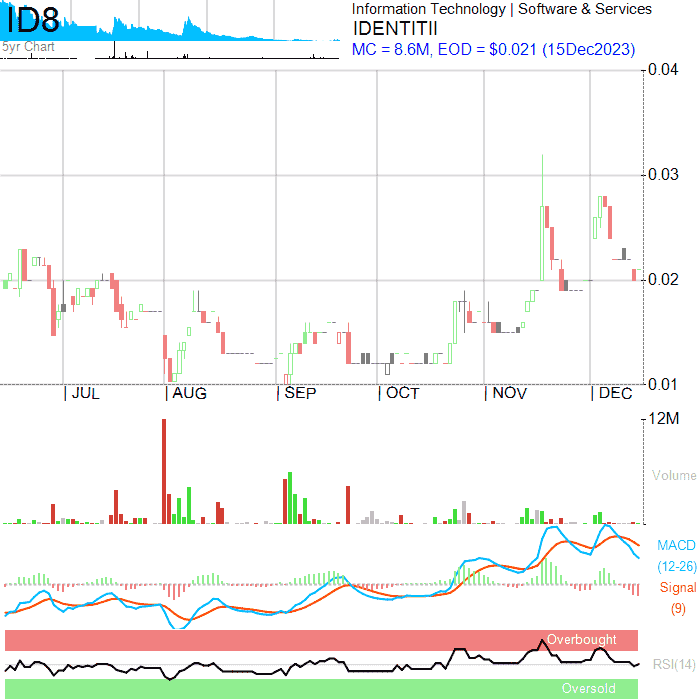 ID8
5yr Chart
Information Technology | Software & Services
IDENTITII
MC = 8.6M, EOD = $0.021 (15Dec2023)
0.04
0.03
0.02
0.01
| JUL
| AUG
| SEP
| OCT
| NOV
| DEC
12M
Volume
MACD
(12-26)
Signal
(9)
Overbought
RSI(14)
Oversold